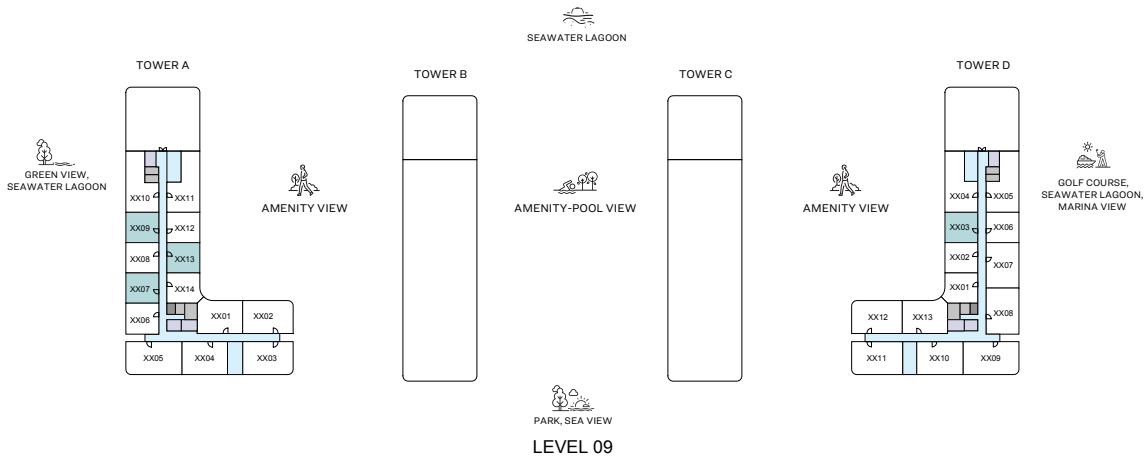 SEAWATER LAGOON
TOWER A
TOWER B
TOWER C
TOWER D
GREEN VIEW,
SEAWATER LAGOON
AMENITY VIEW
AMENITY-POOL VIEW
AMENITY VIEW
GOLF COURSE,
SEAWATER LAGOON,
MARINA VIEW
XX10
XX11
XX09
XX12
XX08
XX13
XX07
XX14
XX06
XX01
XX02
XX05
XX04
XX03
XX04
XX05
XX03
XX06
XX02
XX07
XX01
XX12
XX13
XX08
XX11
XX10
XX09
PARK, SEA VIEW
LEVEL 09